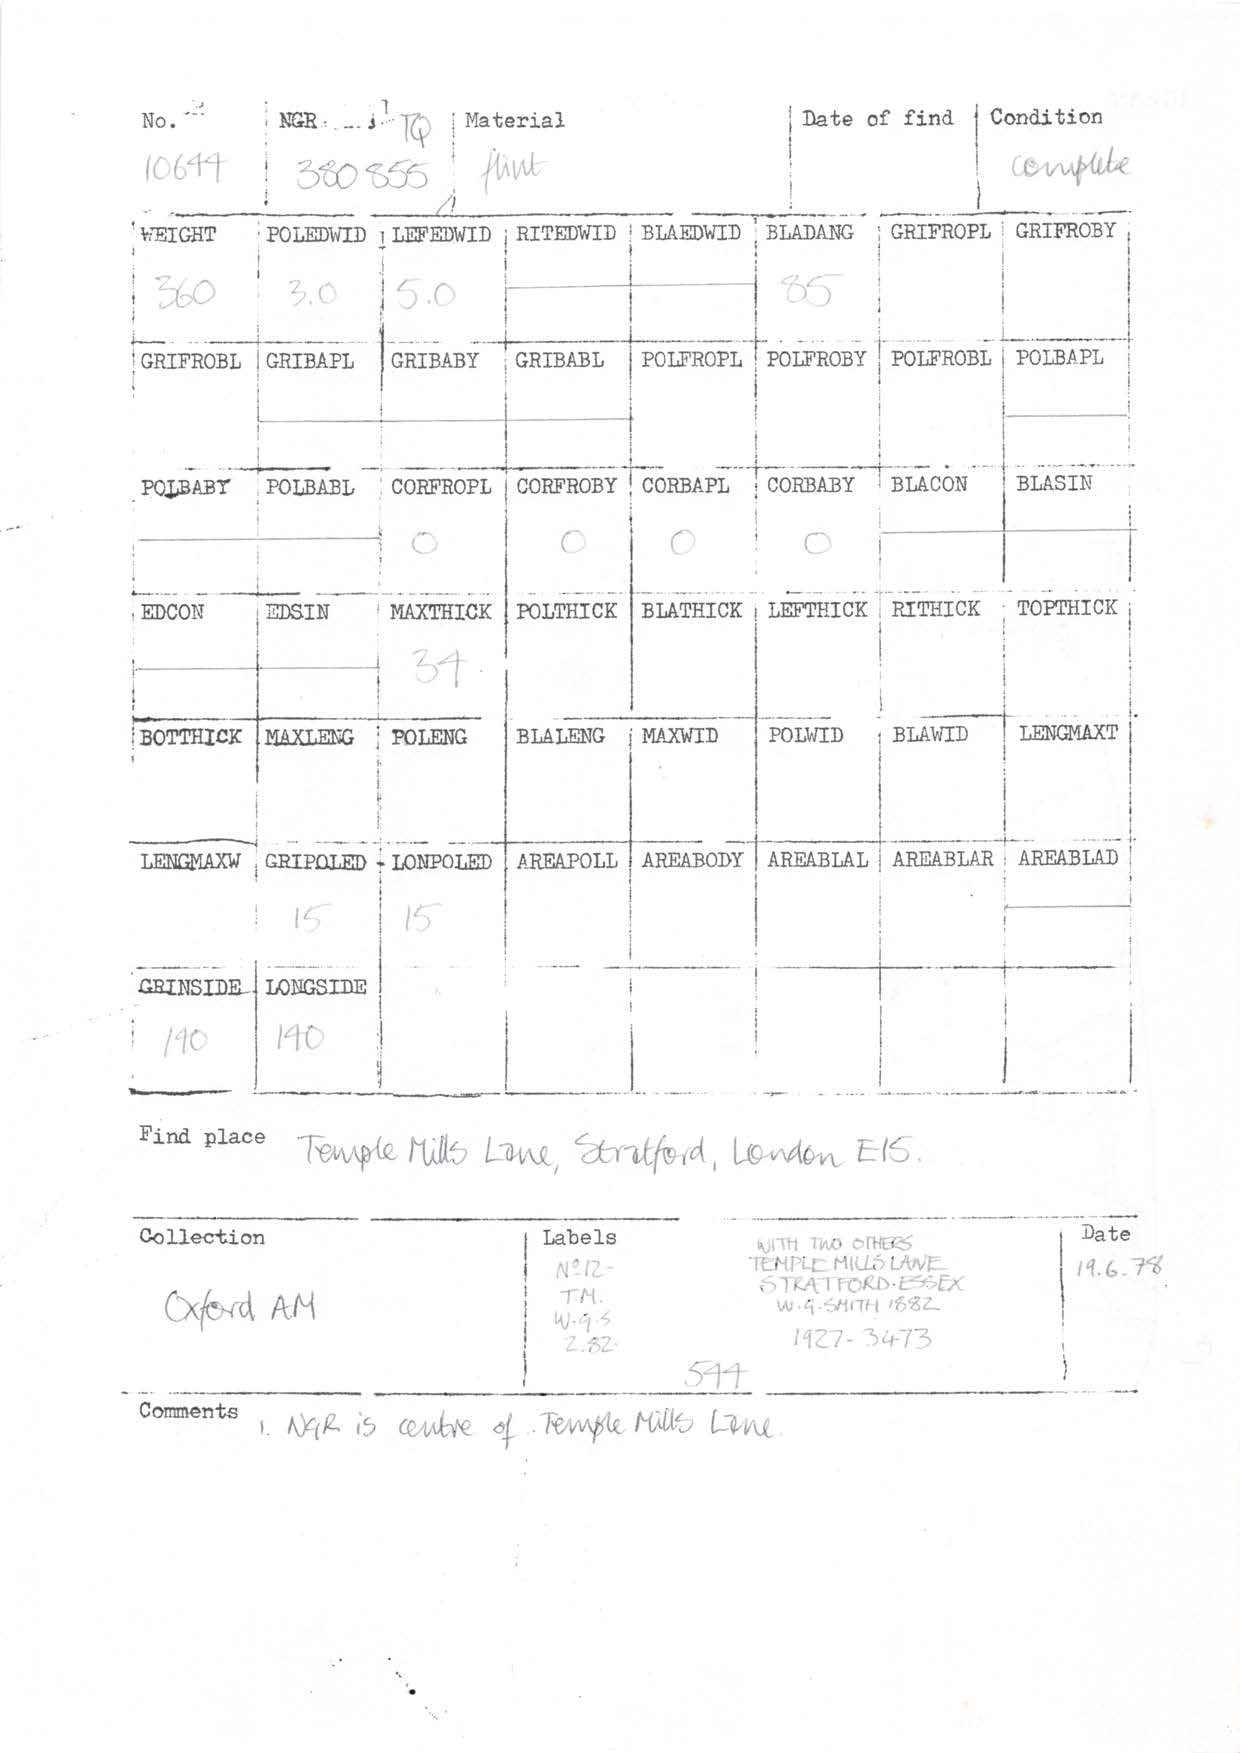 No. NGR TQ Material Date of find Condition
10644 380855 flint complete
WEIGHT POLEDWID LEFEDWID RITEDWID BLAEDWID BLADANG GRIFROPL GRIFROBY
360 3.0 5.0 85
GRIFROBL GRIBAPL GRIBABY GRIBABL POLFROPL POLFROBY POLFROBL POLBAPL
POLBABY POLBABL CORFROPL CORFROBY CORBAPL CORBABY BLACON BLASIN
0 0 0 0
EDCON EDSIN MAXTHICK POLTHICK BLATHICK LEFTHICK RITHICK TOPTHICK
34
BOTTHICK MAXLENG POLENG BLALENG MAXWID POLWID BLAWID LENGMAXT
LENGMAXW GRIPOLED LONPOLED AREAPOLL AREABODY AREABLAL AREABLAR AREABLAD
15 15
GRINSIDE LONGSIDE
190 190
Find place Temple Mills Lane, Stratford, London E15.
Collection
Oxford AM
Labels
Nº12-
T.M.
W.G.S
2.82.
WITH TWO OTHERS
TEMPLE MILLS LANE
STRATFORD·ESSEX
W.G.SMITH 1882
1927-3473
544
Date
19.6.78
Comments 1. NGR is centre of Temple Mills Lane.